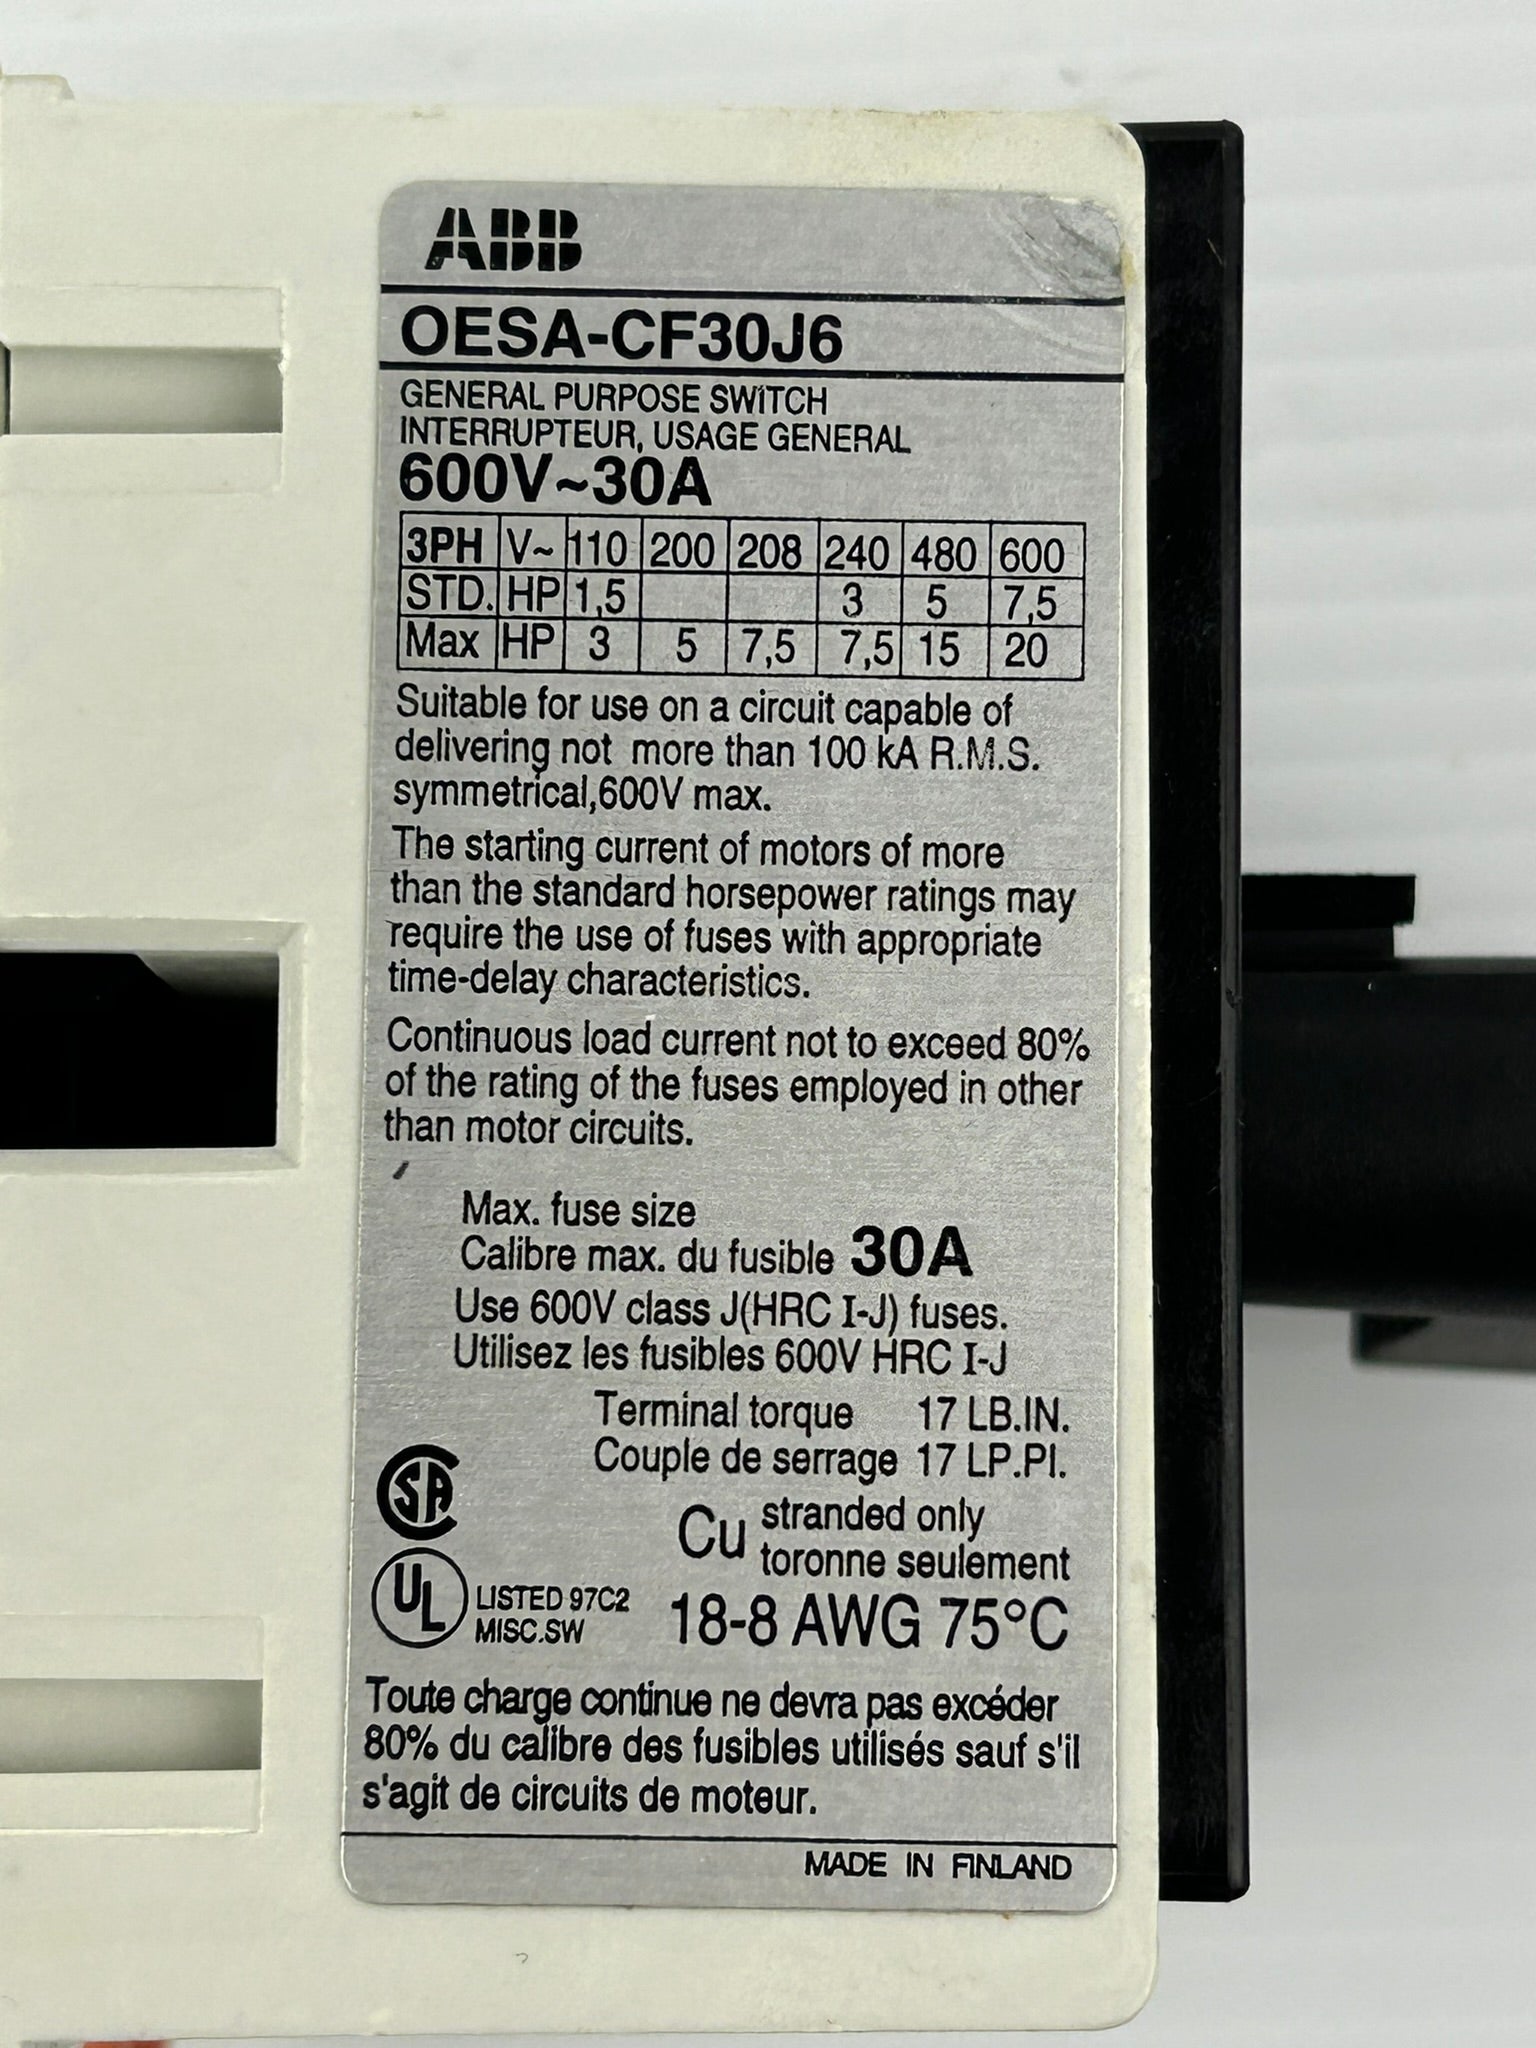 ABB
OESA-CF30J6
GENERAL PURPOSE SWITCH
INTERRUPTEUR, USAGE GENERAL
600V~30A
3PH V~ 110 200 208 240 480 600
STD. HP 1,5 3 5 7,5
Max HP 3 5 7,5 7,5 15 20
Suitable for use on a circuit capable of
delivering not more than 100 kA R.M.S.
symmetrical,600V max.
The starting current of motors of more
than the standard horsepower ratings may
require the use of fuses with appropriate
time-delay characteristics.
Continuous load current not to exceed 80%
of the rating of the fuses employed in other
than motor circuits.
Max. fuse size
Calibre max. du fusible 30A
Use 600V class J(HRC I-J) fuses.
Utilisez les fusibles 600V HRC I-J
Terminal torque 17 LB.IN.
Couple de serrage 17 LP.PI.
SA
Cu stranded only
toronne seulement
UL LISTED 97C2
MISC.SW
18-8 AWG 75°C
Toute charge continue ne devra pas excéder
80% du calibre des fusibles utilisés sauf s'il
s'agit de circuits de moteur.
MADE IN FINLAND